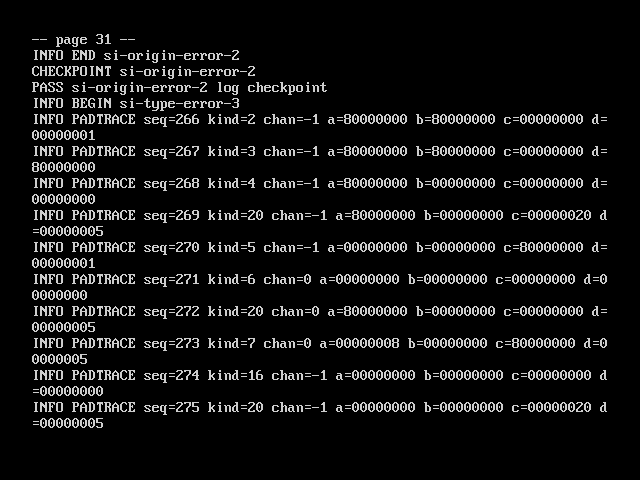 -- page 31 --
INFO END si-origin-error-2
CHECKPOINT si-origin-error-2
PASS si-origin-error-2 log checkpoint
INFO BEGIN si-type-error-3
INFO PADTRACE seq=266 kind=2 chan=-1 a=80000000 b=80000000 c=00000000 d=
00000001
INFO PADTRACE seq=267 kind=3 chan=-1 a=80000000 b=80000000 c=00000000 d=
80000000
INFO PADTRACE seq=268 kind=4 chan=-1 a=80000000 b=00000000 c=00000000 d=
00000000
INFO PADTRACE seq=269 kind=20 chan=-1 a=80000000 b=00000000 c=00000020 d
=00000005
INFO PADTRACE seq=270 kind=5 chan=-1 a=00000000 b=00000000 c=80000000 d=
00000001
INFO PADTRACE seq=271 kind=6 chan=0 a=00000000 b=00000000 c=00000000 d=0
0000000
INFO PADTRACE seq=272 kind=20 chan=0 a=80000000 b=00000000 c=00000000 d=
00000005
INFO PADTRACE seq=273 kind=7 chan=0 a=00000008 b=00000000 c=80000000 d=0
0000005
INFO PADTRACE seq=274 kind=16 chan=-1 a=00000000 b=00000000 c=00000000 d
=00000000
INFO PADTRACE seq=275 kind=20 chan=-1 a=00000000 b=00000000 c=00000020 d
=00000005